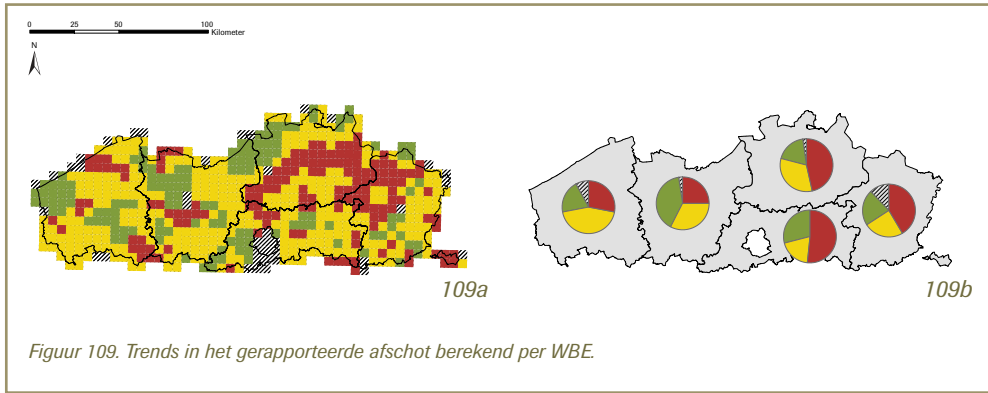 0 25 50 100
Kilometer
N
109a
109b
Figuur 109. Trends in het gerapporteerde afschot berekend per WBE.